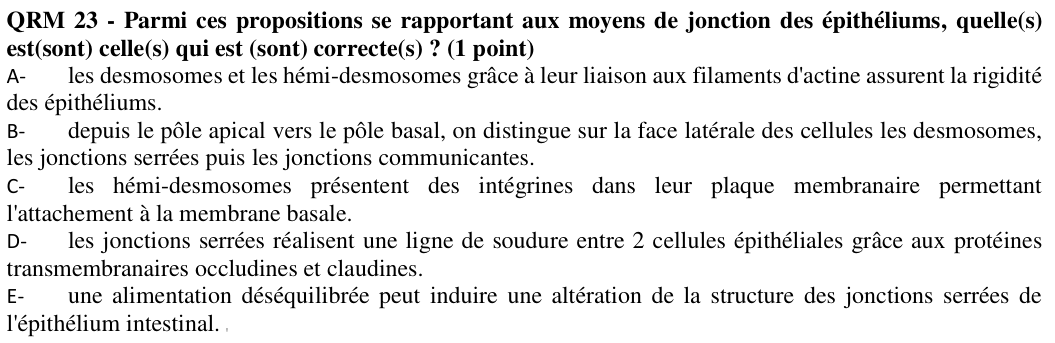 QRM 23 - Parmi ces propositions se rapportant aux moyens de jonction des épithéliums, quelle(s)
est(sont) celle(s) qui est (sont) correcte(s) ? (1 point)
A- les desmosomes et les hémi-desmosomes grâce à leur liaison aux filaments d'actine assurent la rigidité
des épithéliums.
B- depuis le pôle apical vers le pôle basal, on distingue sur la face latérale des cellules les desmosomes,
les jonctions serrées puis les jonctions communicantes.
C- les hémi-desmosomes présentent des intégrines dans leur plaque membranaire permettant
l'attachement à la membrane basale.
D- les jonctions serrées réalisent une ligne de soudure entre 2 cellules épithéliales grâce aux protéines
transmembranaires occludines et claudines.
E- une alimentation déséquilibrée peut induire une altération de la structure des jonctions serrées de
l'épithélium intestinal.